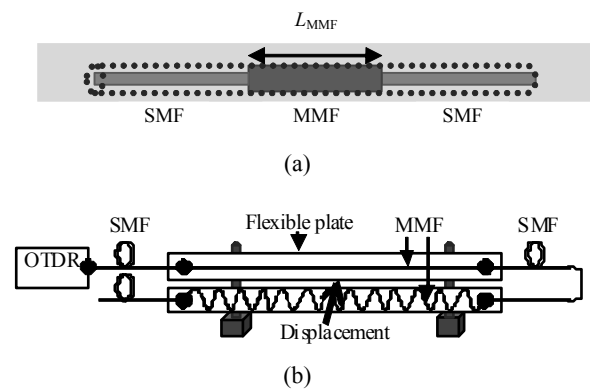 L_MMF
SMF MMF SMF
(a)
SMF Flexible plate MMF SMF
OTDR
Displacement
(b)